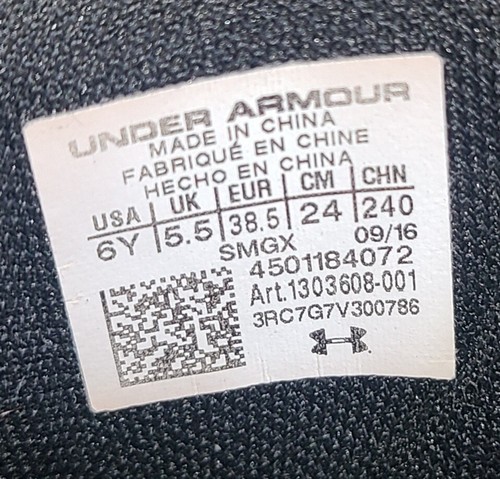 UNDER ARMOUR
MADE IN CHINA
FABRIQUÉ EN CHINE
HECHO EN CHINA
USA | UK | EUR | CM | CHN
6Y | 5.5 | 38.5 | 24 | 240
SMGX 09/16
4501184072
Art.1303608-001
3RC7G7V300786